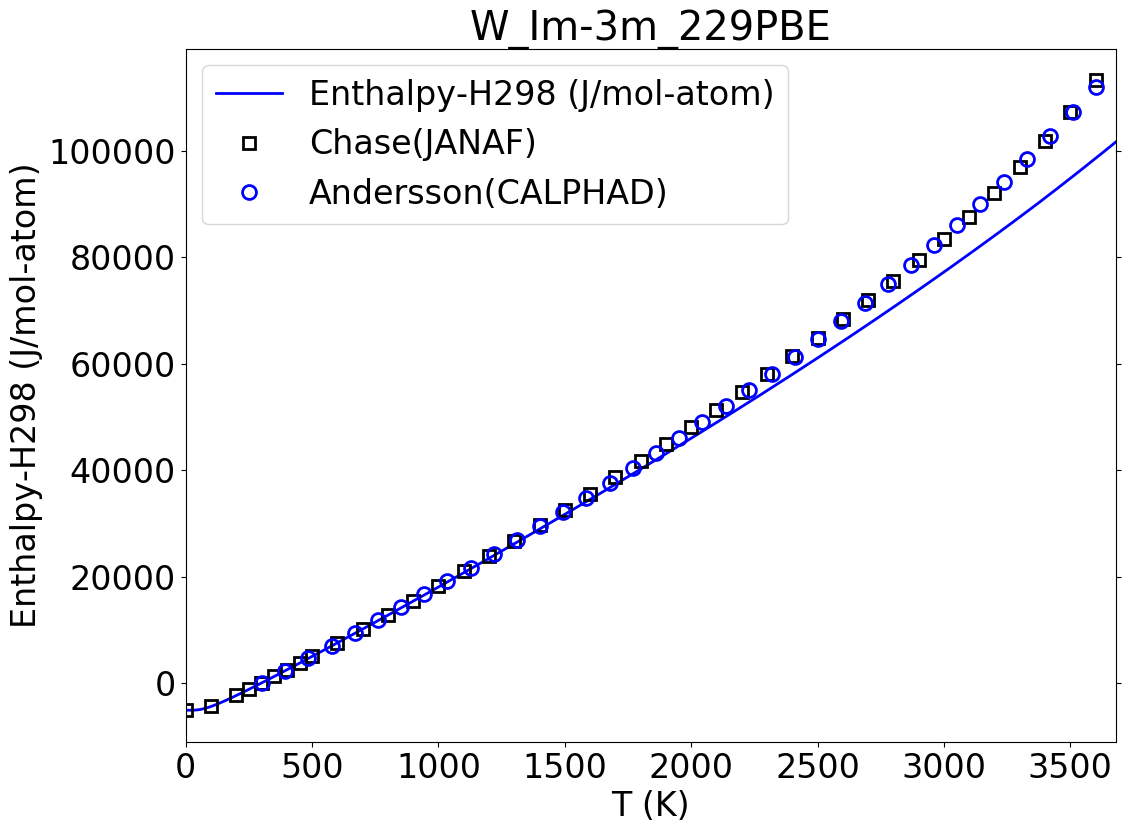 W_Im-3m_229PBE
Enthalpy-H298 (J/mol-atom)
Chase(JANAF)
Andersson(CALPHAD)
Enthalpy-H298 (J/mol-atom)
100000
80000
60000
40000
20000
0
0 500 1000 1500 2000 2500 3000 3500
T (K)